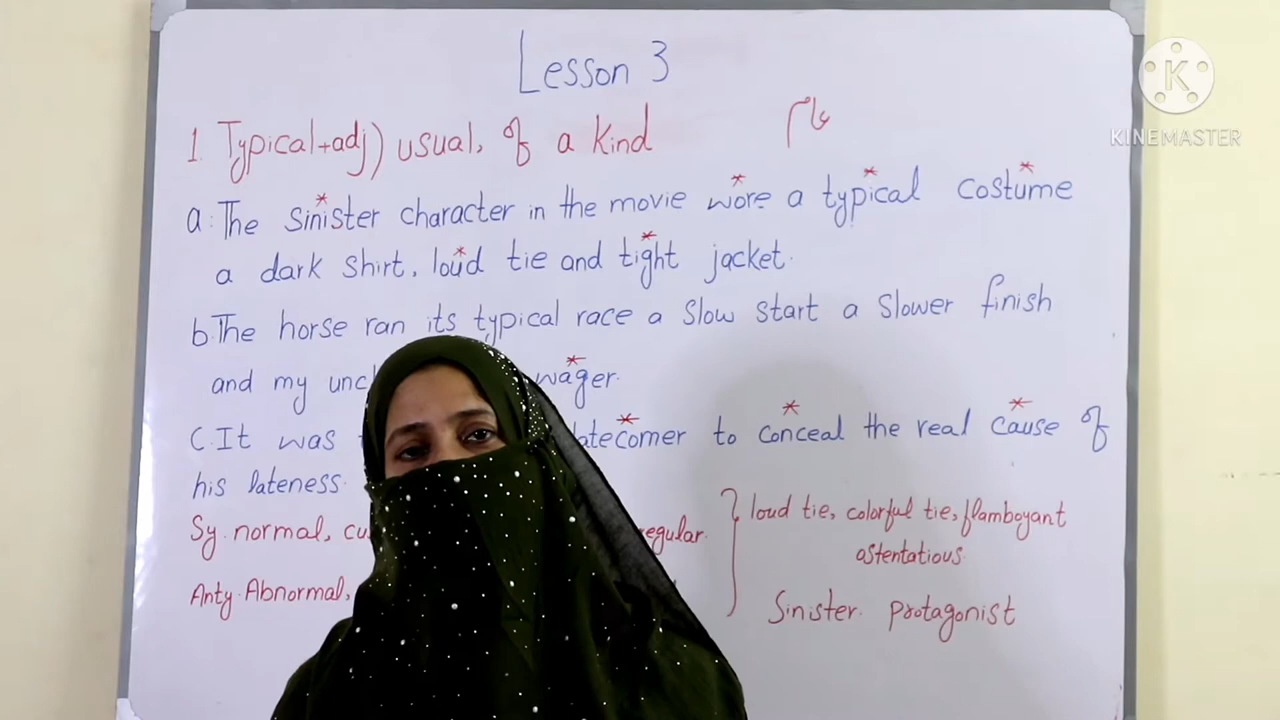 Lesson 3
1. Typical+adj) usual, of a kind عام
a: The sinister character in the movie wore a typical costume
a dark shirt, loud tie and tight jacket.
b. The horse ran its typical race a slow start a slower finish
and my wager.
C. It was latecomer to conceal the real cause of
his lateness.
Sy. normal, regular.
Anty. Abnormal,
loud tie, colorful tie, flamboyant
ostentatious.
Sinister. protagonist
K
KINEMASTER